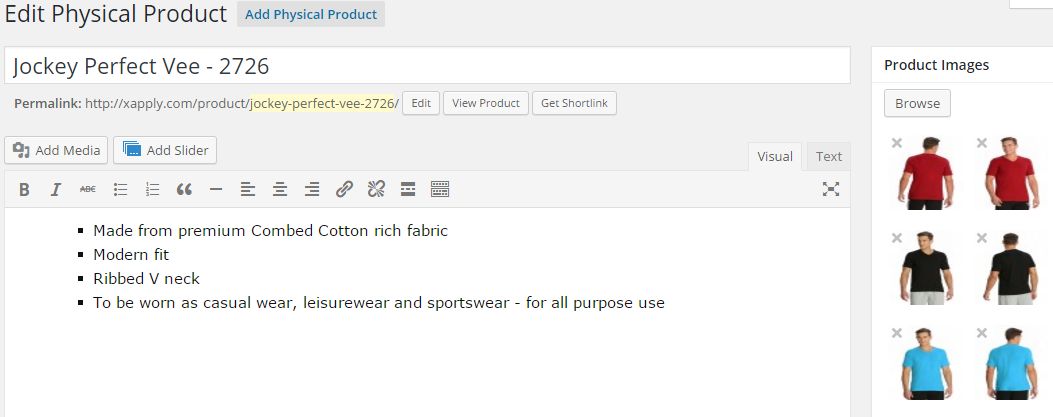 Edit Physical Product Add Physical Product
Jockey Perfect Vee - 2726
Permalink: http://xapply.com/product/jockey-perfect-vee-2726/ Edit View Product Get Shortlink
Add Media Add Slider
Visual Text
B I ABC
Made from premium Combed Cotton rich fabric
Modern fit
Ribbed V neck
To be worn as casual wear, leisurewear and sportswear - for all purpose use
Product Images
Browse